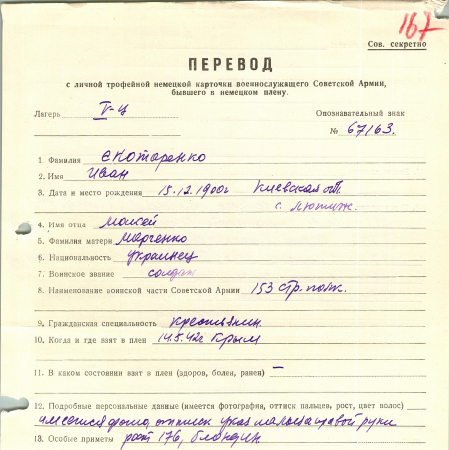 167
Сов. секретно
ПЕРЕВОД
с личной трофейной немецкой карточки военнослужащего Советской Армии,
бывшего в немецком плену.
Лагерь V-Ц Опознавательный знак
№ 67163.
1. Фамилия Екотаренко
2. Имя Иван
3. Дата и место рождения 15.12.1900г Киевская обл.
с. Лютиж.
4. Имя отца Моисей
5. Фамилия матери Марченко
6. Национальность украинец
7. Воинское звание солдат
8. Наименование воинской части Советской Армии 153 стр. полк.
9. Гражданская специальность крестьянин.
10. Когда и где взят в плен 14.5.42г Крым
11. В каком состоянии взят в плен (здоров, болен, ранен) —
12. Подробные персональные данные (имеется фотография, оттиск пальцев, рост, цвет волос)
имеется фото, оттиск пальца правой руки
13. Особые приметы рост 176, блондин